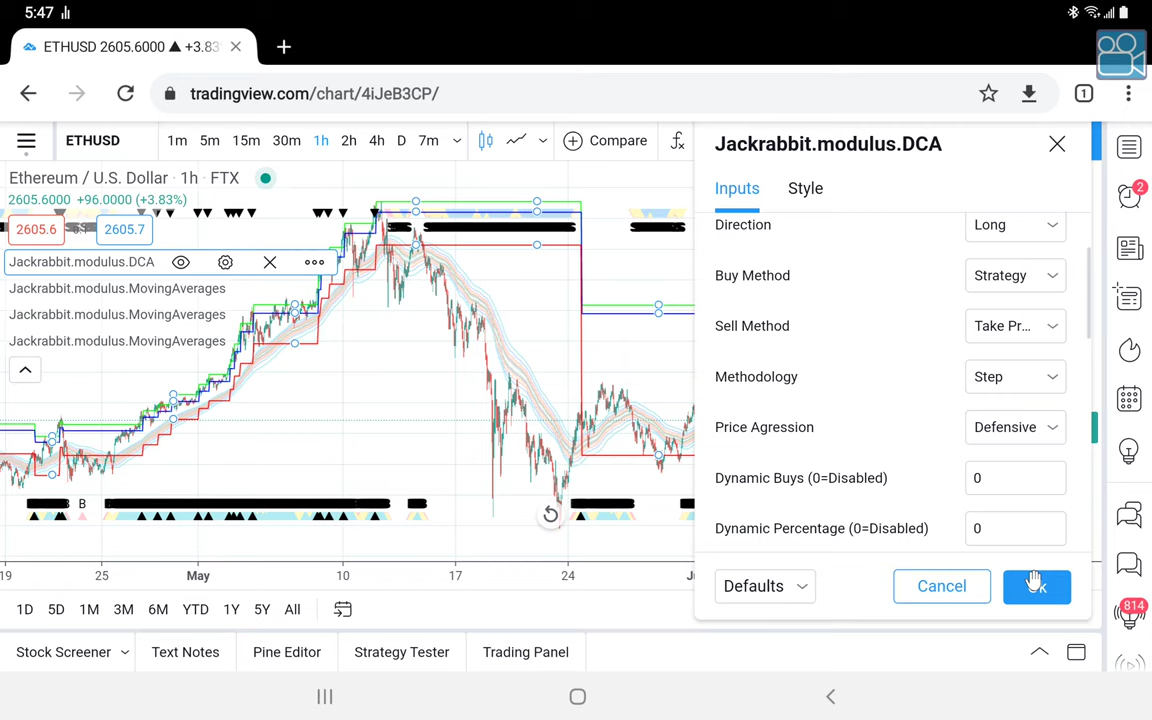 5:47
ETHUSD 2605.6000 ▲ +3.83
tradingview.com/chart/4iJeB3CP/
1
ETHUSD
1m 5m 15m 30m 1h 2h 4h D 7m
Compare
Ethereum / U.S. Dollar · 1h · FTX
2605.6000 +96.0000 (+3.83%)
2605.6
2605.7
Jackrabbit.modulus.DCA
Jackrabbit.modulus.MovingAverages
Jackrabbit.modulus.MovingAverages
Jackrabbit.modulus.MovingAverages
B
19 25 May 10 17 24
1D 5D 1M 3M 6M YTD 1Y 5Y All
Stock Screener Text Notes Pine Editor Strategy Tester Trading Panel
Jackrabbit.modulus.DCA
Inputs Style
Direction Long
Buy Method Strategy
Sell Method Take Pr...
Methodology Step
Price Agression Defensive
Dynamic Buys (0=Disabled) 0
Dynamic Percentage (0=Disabled) 0
Defaults Cancel
2
814